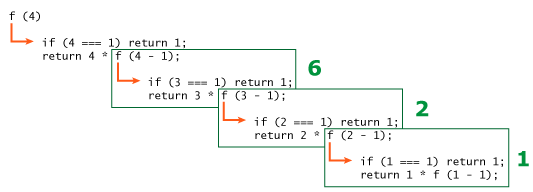 f (4)
if (4 === 1) return 1;
return 4 * f (4 - 1);
6
if (3 === 1) return 1;
return 3 * f (3 - 1);
2
if (2 === 1) return 1;
return 2 * f (2 - 1);
1
if (1 === 1) return 1;
return 1 * f (1 - 1);